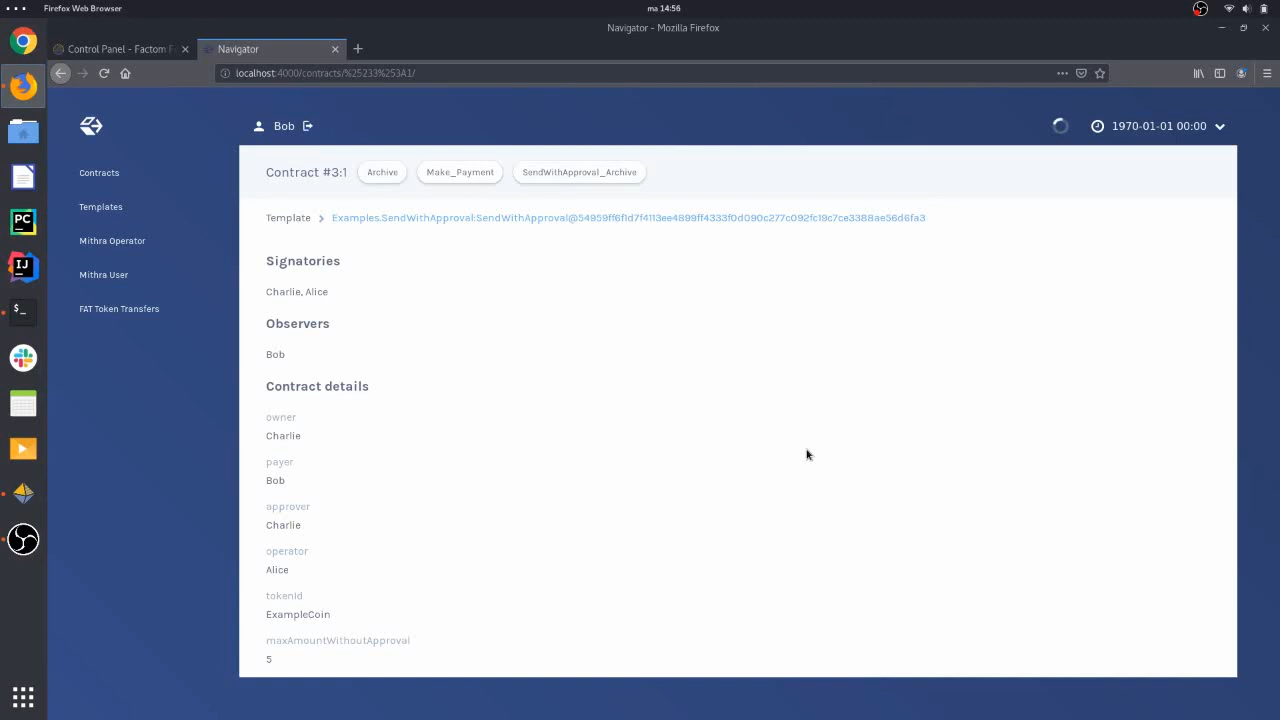 Firefox Web Browser
ma 14:56
Navigator - Mozilla Firefox
Control Panel - Factom F
Navigator
localhost:4000/contracts/%25233%253A1/
Bob
1970-01-01 00:00
Contracts
Templates
Mithra Operator
Mithra User
FAT Token Transfers
Contract #3:1
Archive
Make_Payment
SendWithApproval_Archive
Template
Examples.SendWithApproval:SendWithApproval@54959ff6f1d7f4113ee4899ff4333f0d090c277c092fc19c7ce3388ae56d6fa3
Signatories
Charlie, Alice
Observers
Bob
Contract details
owner
Charlie
payer
Bob
approver
Charlie
operator
Alice
tokenId
ExampleCoin
maxAmountWithoutApproval
5
PC
IJ
$_